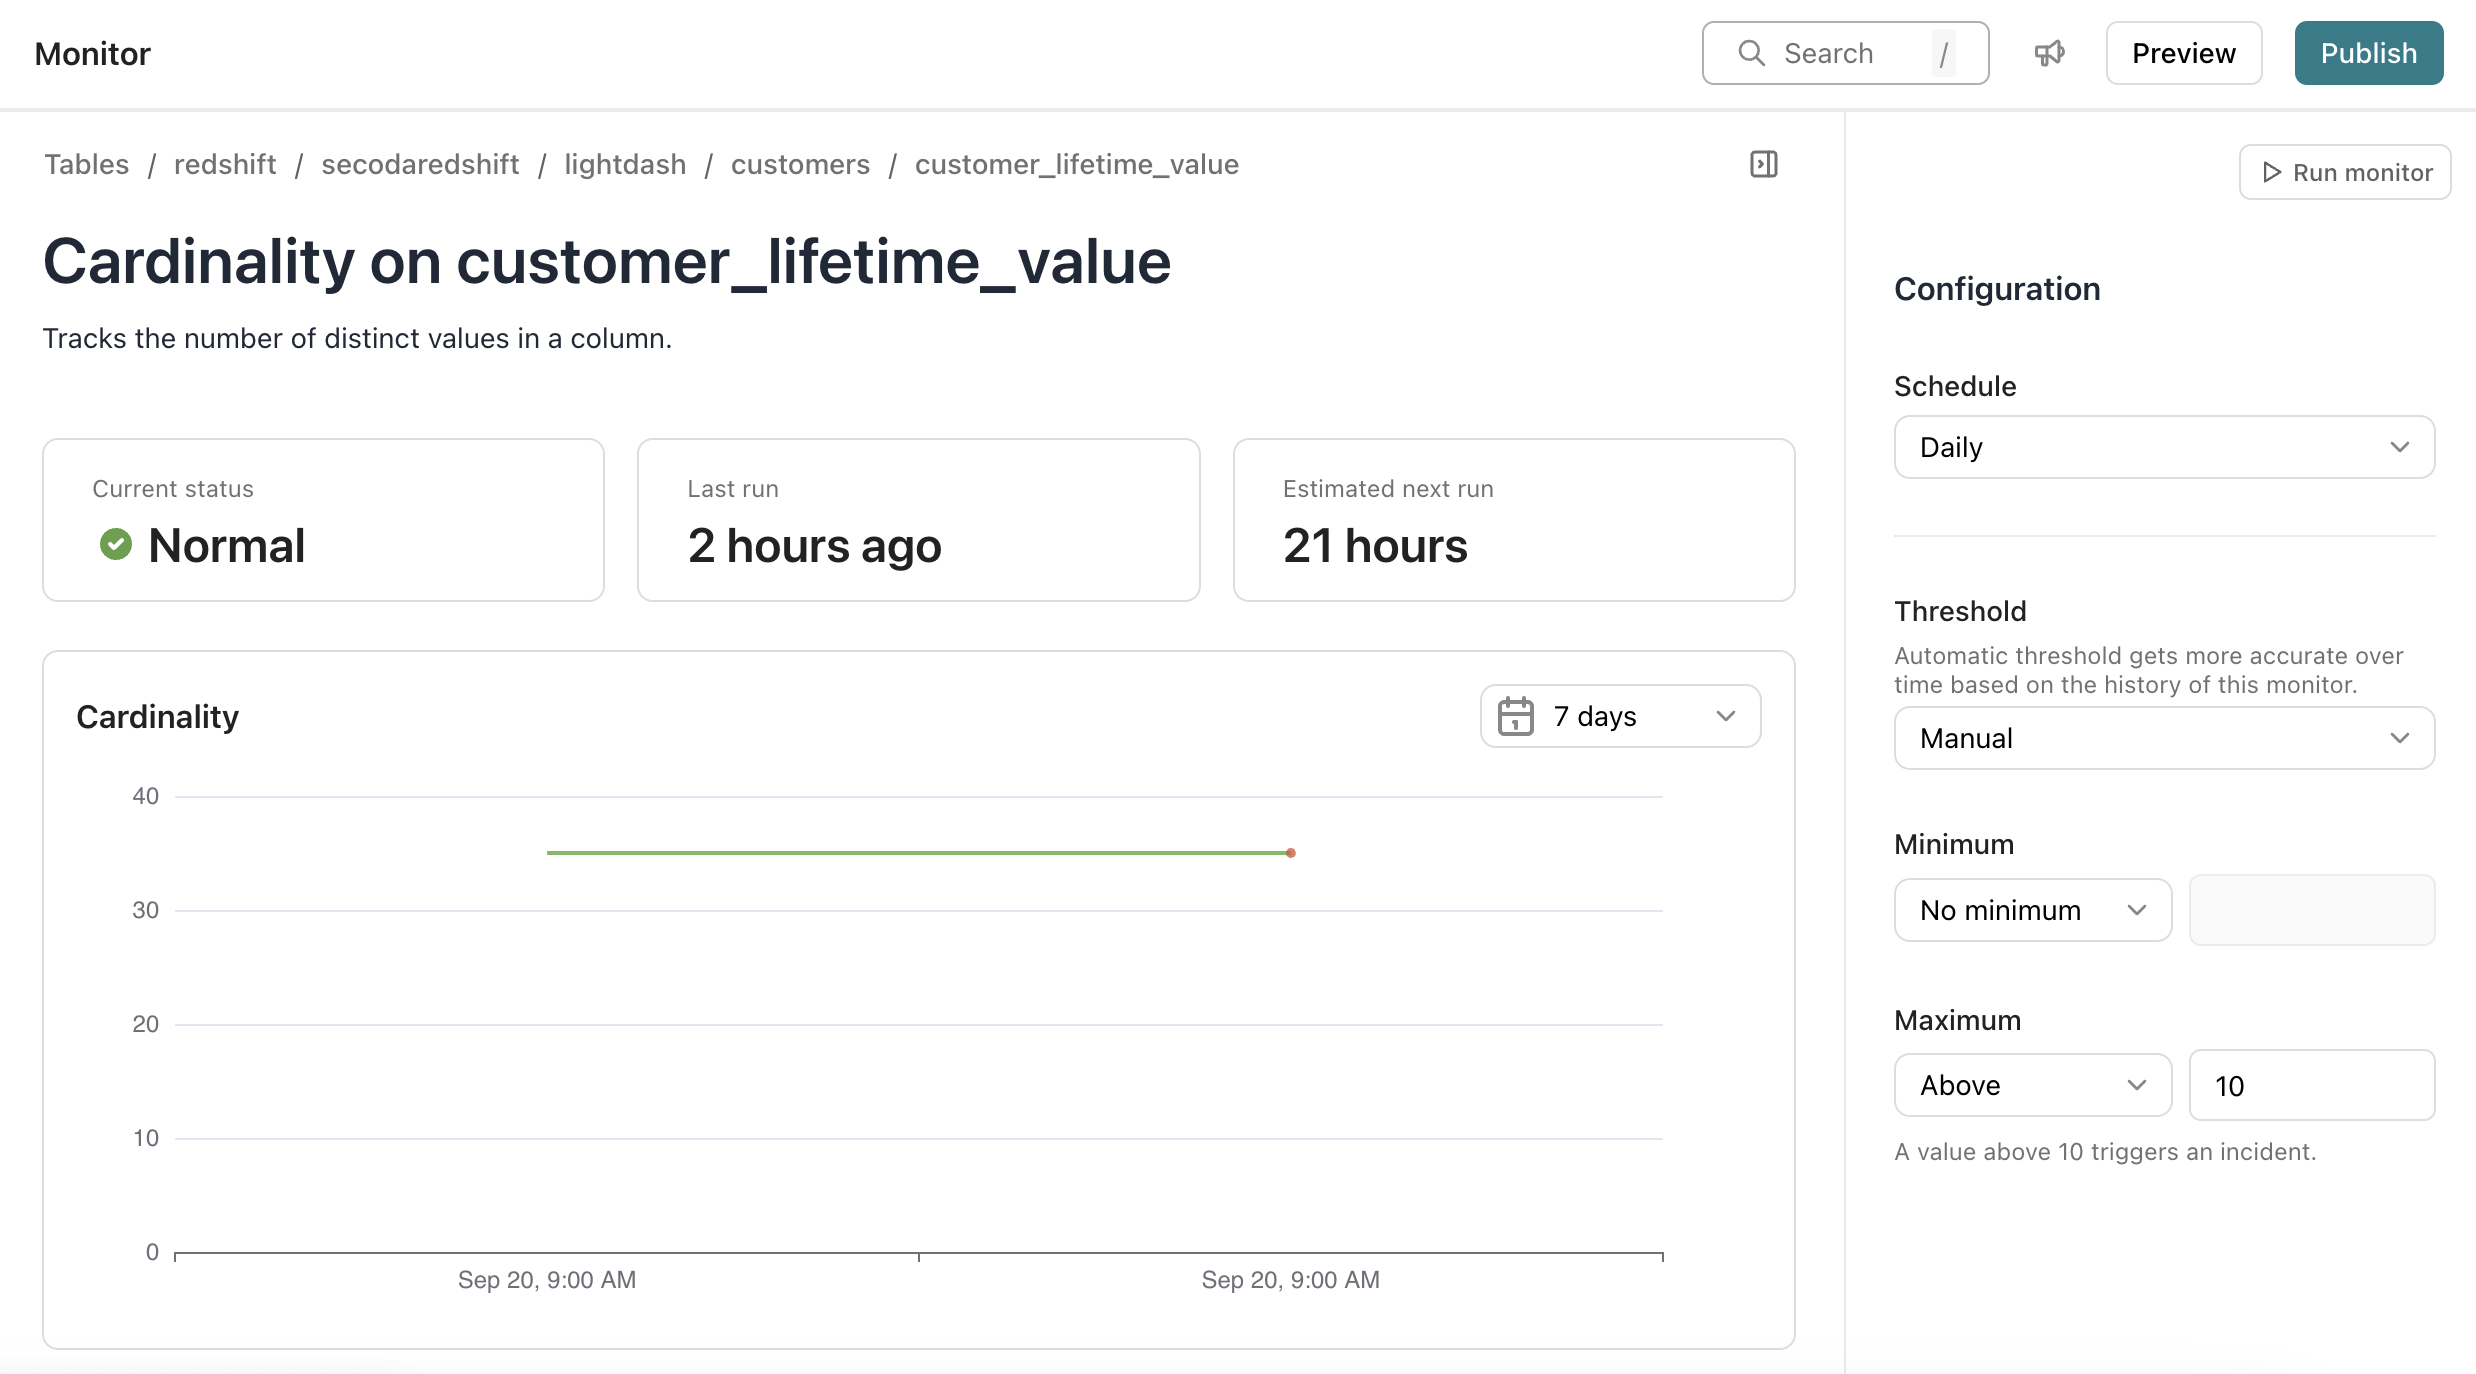 Monitor
Search /
Preview
Publish
Tables / redshift / secodaredshift / lightdash / customers / customer_lifetime_value
Run monitor
Cardinality on customer_lifetime_value
Tracks the number of distinct values in a column.
Current status
Normal
Last run
2 hours ago
Estimated next run
21 hours
Cardinality
7 days
40
30
20
10
0
Sep 20, 9:00 AM
Sep 20, 9:00 AM
Configuration
Schedule
Daily
Threshold
Automatic threshold gets more accurate over
time based on the history of this monitor.
Manual
Minimum
No minimum
Maximum
Above
10
A value above 10 triggers an incident.